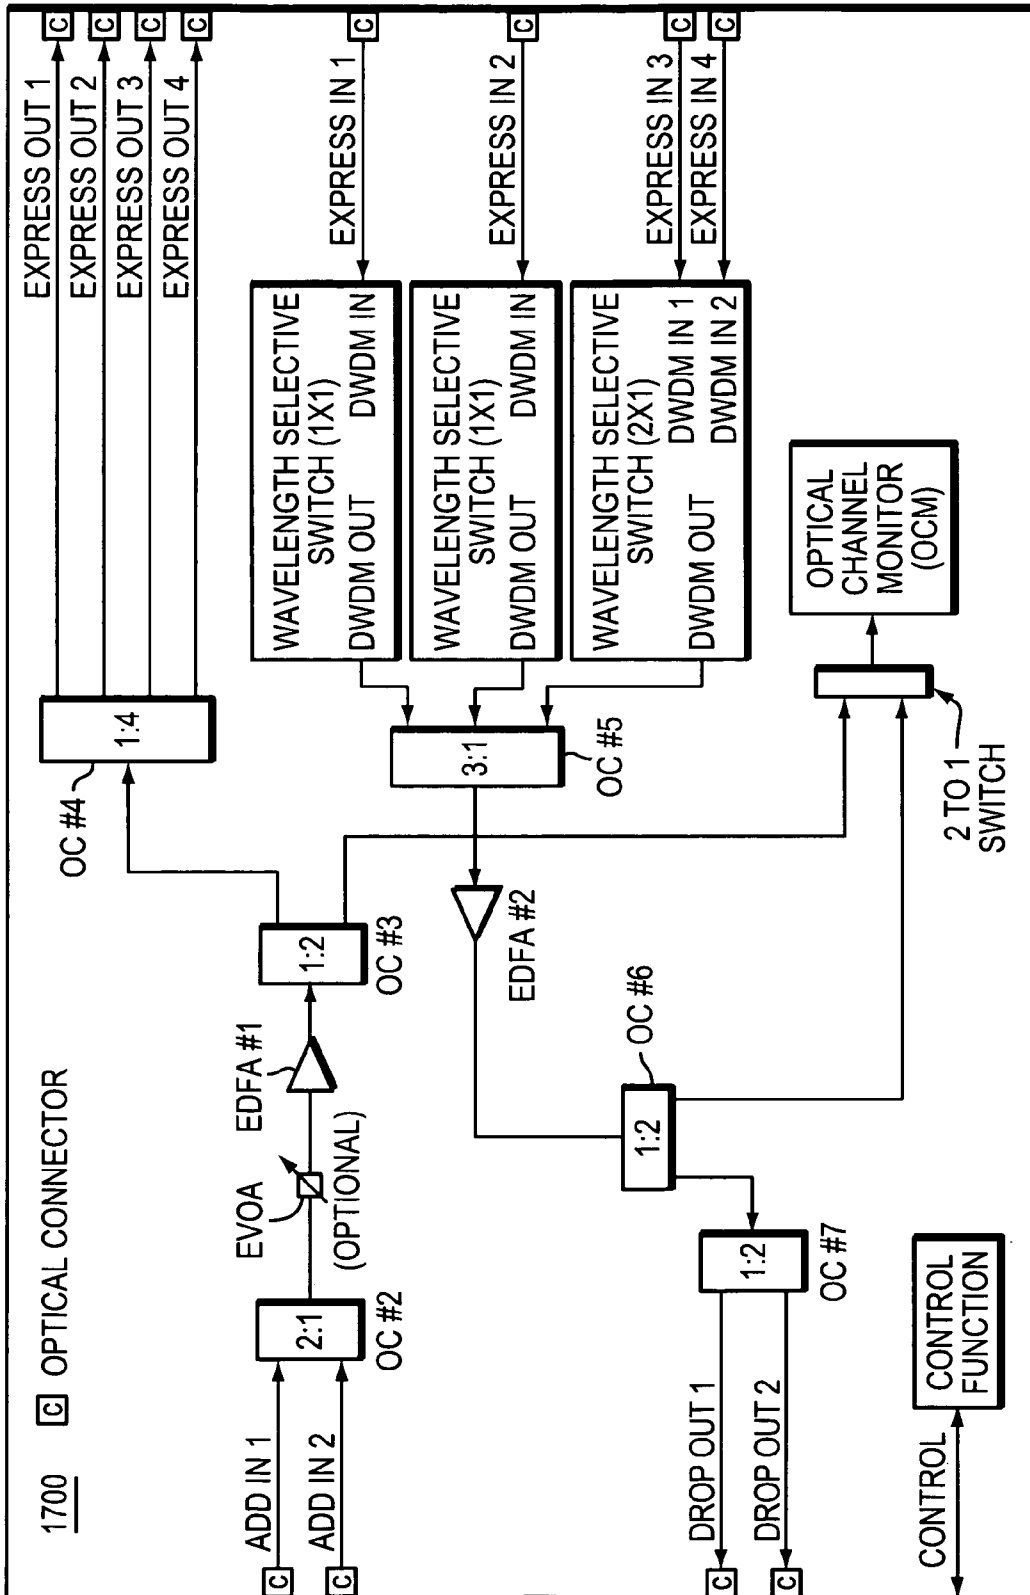 1700
C OPTICAL CONNECTOR
ADD IN 1
ADD IN 2
C
C
2:1
OC #2
EVOA
(OPTIONAL)
EDFA #1
1:2
OC #3
OC #4
1:4
EXPRESS OUT 1
EXPRESS OUT 2
EXPRESS OUT 3
EXPRESS OUT 4
C
C
C
C
WAVELENGTH SELECTIVE
SWITCH (1X1)
DWDM OUT DWDM IN
EXPRESS IN 1
C
WAVELENGTH SELECTIVE
SWITCH (1X1)
DWDM OUT DWDM IN
EXPRESS IN 2
C
WAVELENGTH SELECTIVE
SWITCH (2X1)
DWDM IN 1
DWDM OUT DWDM IN 2
EXPRESS IN 3
EXPRESS IN 4
C
C
3:1
OC #5
EDFA #2
1:2
OC #6
1:2
OC #7
DROP OUT 1
DROP OUT 2
C
C
2 TO 1
SWITCH
OPTICAL
CHANNEL
MONITOR
(OCM)
CONTROL
CONTROL
FUNCTION